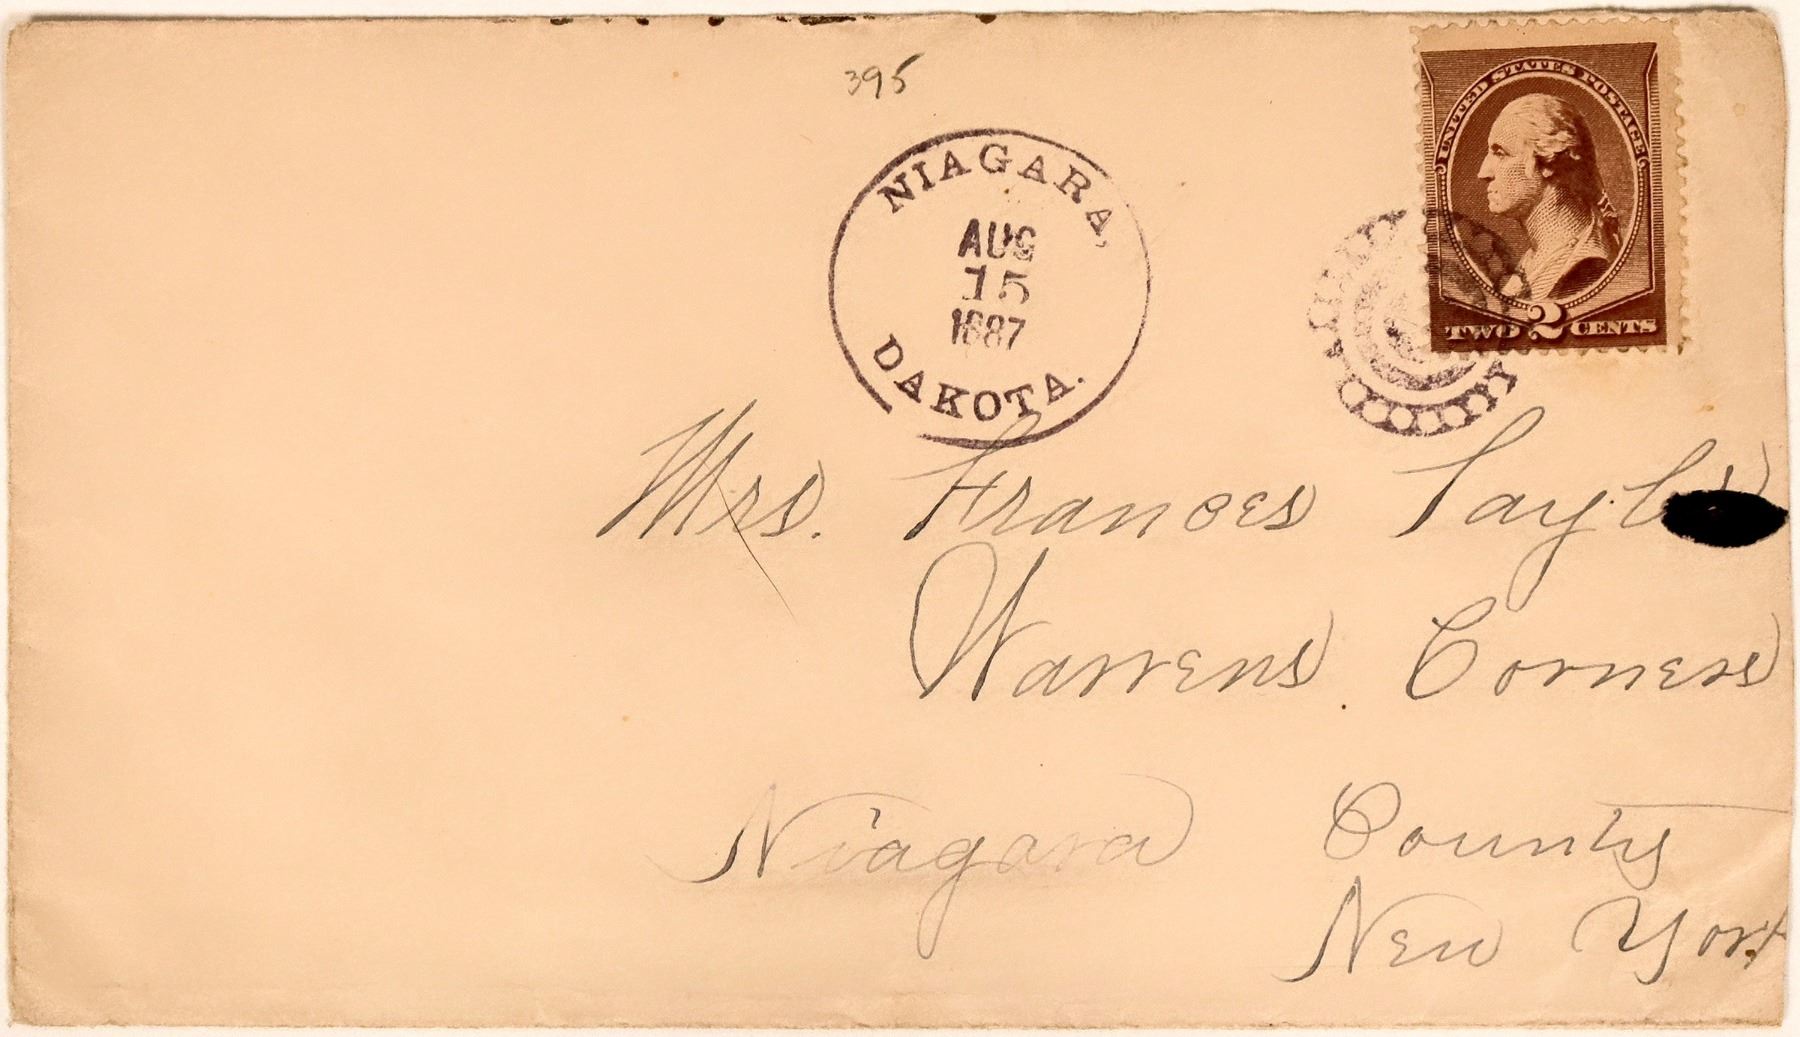 395
UNITED STATES POSTAGE
TWO 2 CENTS
NIAGARA,
AUG
15
1887
DAKOTA.
Mrs. Frances
Warrens Corners
Niagara County
New York